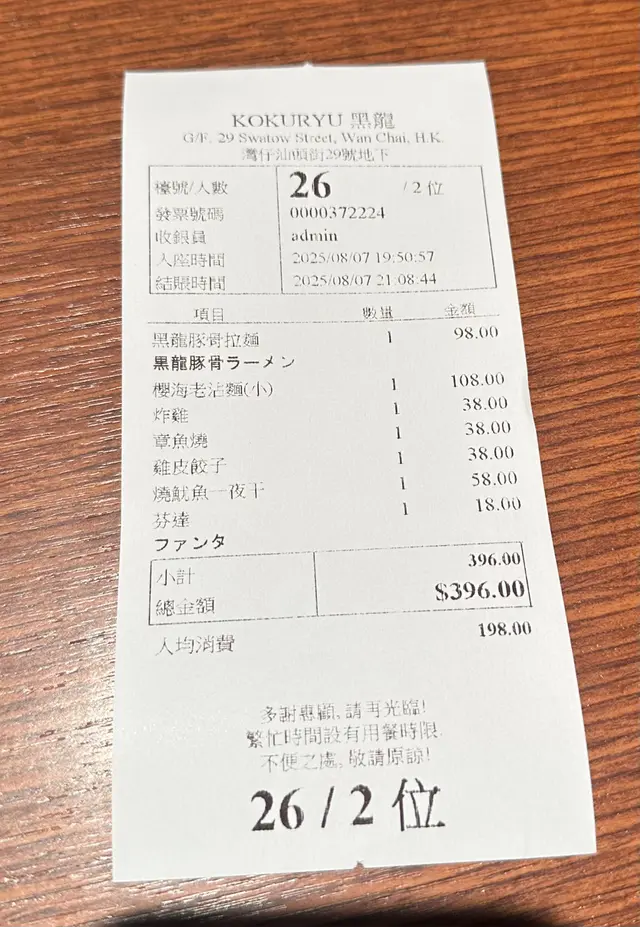 KOKURYU 黑龍
G/F. 29 Swatow Street, Wan Chai, H.K.
灣仔汕頭街29號地下
檯號/人數 26 /2位
發票號碼 0000372224
收銀員 admin
入座時間 2025/08/07 19:50:57
結賬時間 2025/08/07 21:08:44
項目 數量 金額
黑龍豚骨拉麵 1 98.00
黒龍豚骨ラーメン
櫻海老沾麵(小) 1 108.00
炸雞 1 38.00
章魚燒 1 38.00
雞皮餃子 1 38.00
燒魷魚一夜干 1 58.00
芬達 1 18.00
ファンタ
小計 396.00
總金額 $396.00
人均消費 198.00
多謝惠顧,請再光臨!
繁忙時間設有用餐時限.
不便之處,敬請原諒!
26 / 2 位